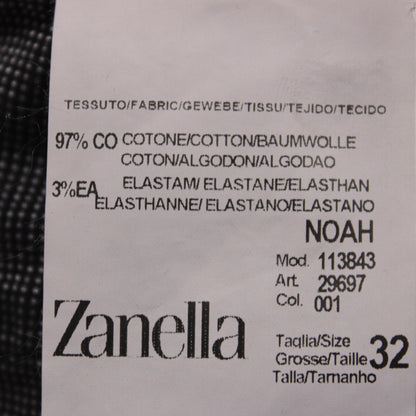 TESSUTO/FABRIC/GEWEBE/TISSU/TEJIDO/TECIDO
97% CO COTONE/COTTON/BAUMWOLLE
COTON/ALGODON/ALGODAO
3%EA ELASTAM/ ELASTANE/ELASTHAN
ELASTHANNE/ ELASTANO/ELASTANO
NOAH
Mod. 113843
Art. 29697
Col. 001
Zanella
Taglia/Size 32
Grosse/Taille
Talla/Tamanho